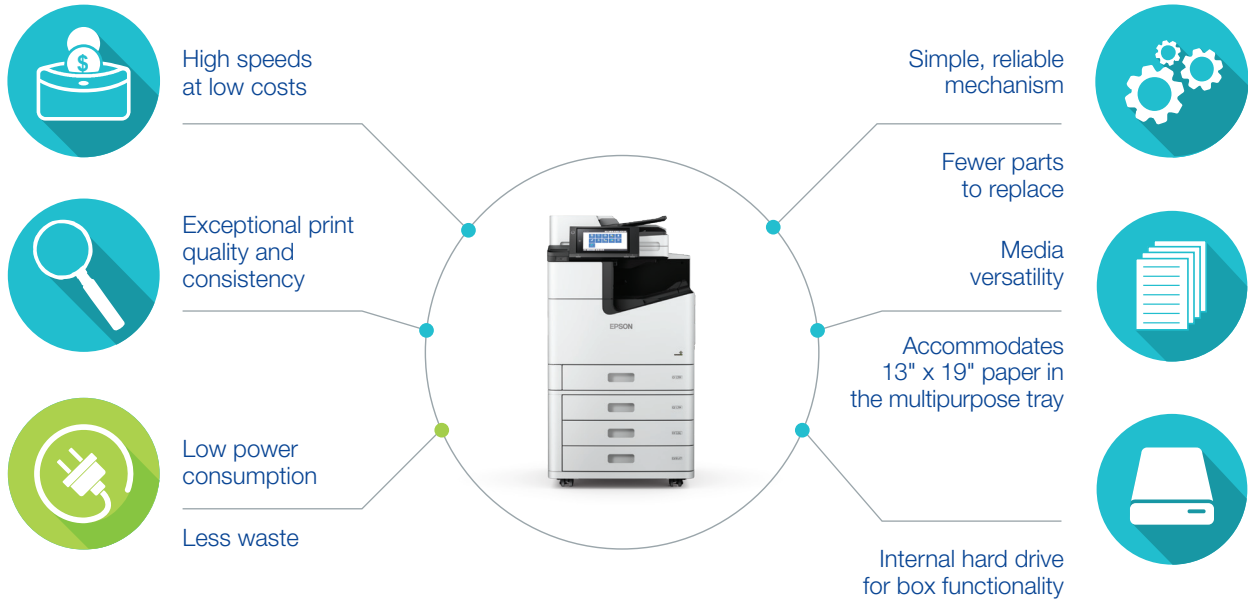 High speeds
at low costs
Exceptional print
quality and
consistency
Low power
consumption
Less waste
$
EPSON
Simple, reliable
mechanism
Fewer parts
to replace
Media
versatility
Accommodates
13" x 19" paper in
the multipurpose tray
Internal hard drive
for box functionality